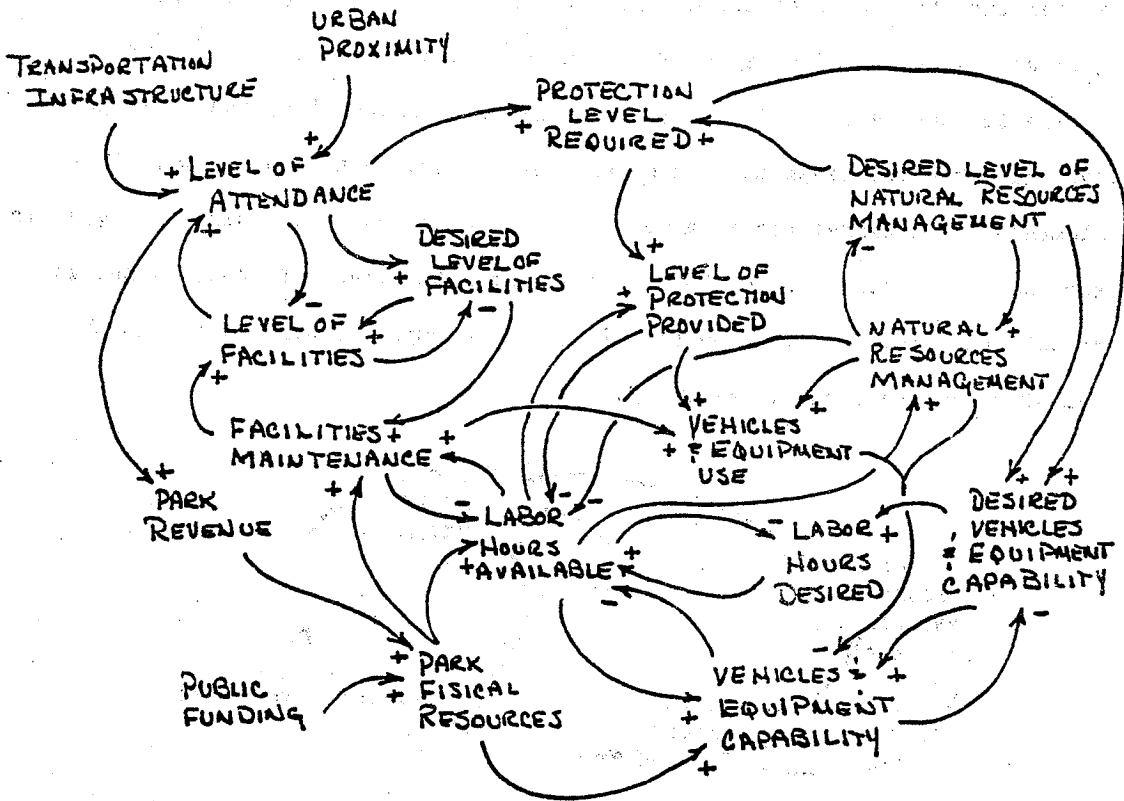 URBAN
PROXIMITY
TRANSPORTATION
INFRASTRUCTURE
PROTECTION
LEVEL
+ REQUIRED +
+
+ LEVEL OF
ATTENDANCE
+
DESIRED LEVEL OF
NATURAL RESOURCES
MANAGEMENT
-
DESIRED
LEVEL OF
+ FACILITIES
-
-
LEVEL OF
FACILITIES +
+
+
LEVEL OF
+ PROTECTION
PROVIDED
NATURAL +
RESOURCES
MANAGEMENT
+
FACILITIES +
MAINTENANCE
+
+
+ +
VEHICLES
+ & EQUIPMENT
USE
+
PARK
REVENUE
- LABOR - -
HOURS
+ AVAILABLE +
+
-
- LABOR +
HOURS
DESIRED
+ +
DESIRED
VEHICLES
& EQUIPMENT
CAPABILITY
-
PUBLIC
FUNDING
+ PARK
+ FISICAL
RESOURCES
-
VEHICLES & +
+ EQUIPMENT
CAPABILITY
+